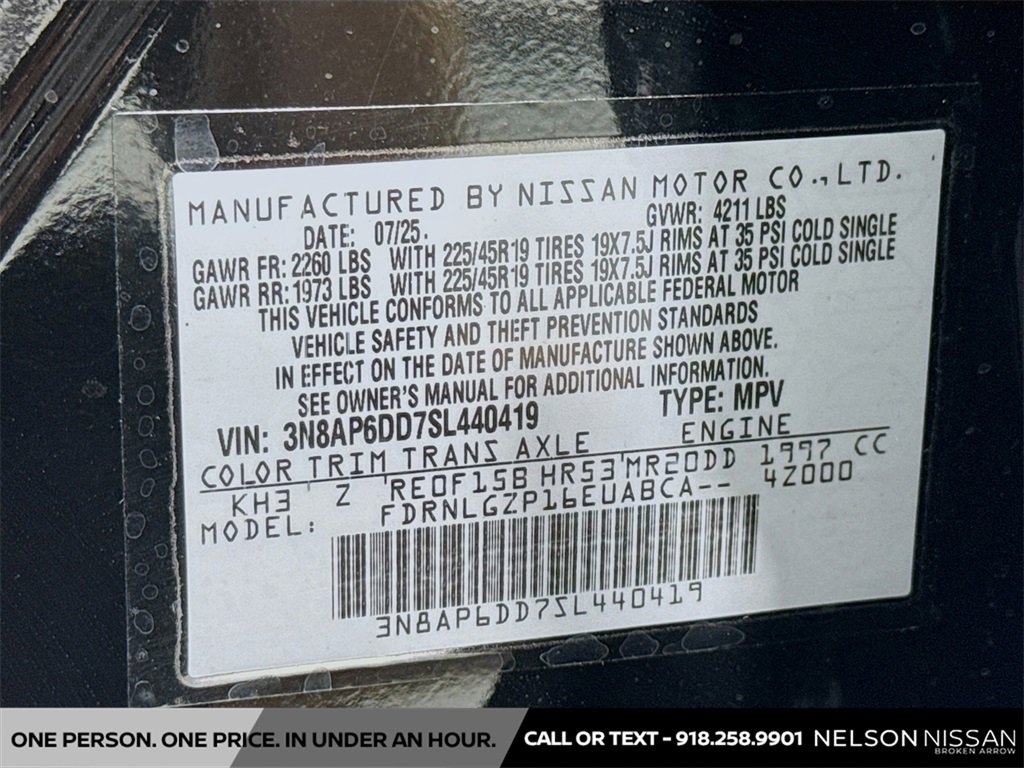 MANUFACTURED BY NISSAN MOTOR CO.,LTD.
DATE: 07/25. GVWR: 4211 LBS
GAWR FR: 2260 LBS WITH 225/45R19 TIRES 19X7.5J RIMS AT 35 PSI COLD SINGLE
GAWR RR: 1973 LBS WITH 225/45R19 TIRES 19X7.5J RIMS AT 35 PSI COLD SINGLE
THIS VEHICLE CONFORMS TO ALL APPLICABLE FEDERAL MOTOR
VEHICLE SAFETY AND THEFT PREVENTION STANDARDS
IN EFFECT ON THE DATE OF MANUFACTURE SHOWN ABOVE.
SEE OWNER'S MANUAL FOR ADDITIONAL INFORMATION.
VIN: 3N8AP6DD7SL440419 TYPE: MPV
COLOR TRIM TRANS AXLE ENGINE
KH3 Z RE0F15B HR53 MR20DD 1997 CC
MODEL: FDRNLGZP16EUABCA-- 42000
3N8AP6DD7SL440419
ONE PERSON. ONE PRICE. IN UNDER AN HOUR. CALL OR TEXT - 918.258.9901 NELSON NISSAN
BROKEN ARROW